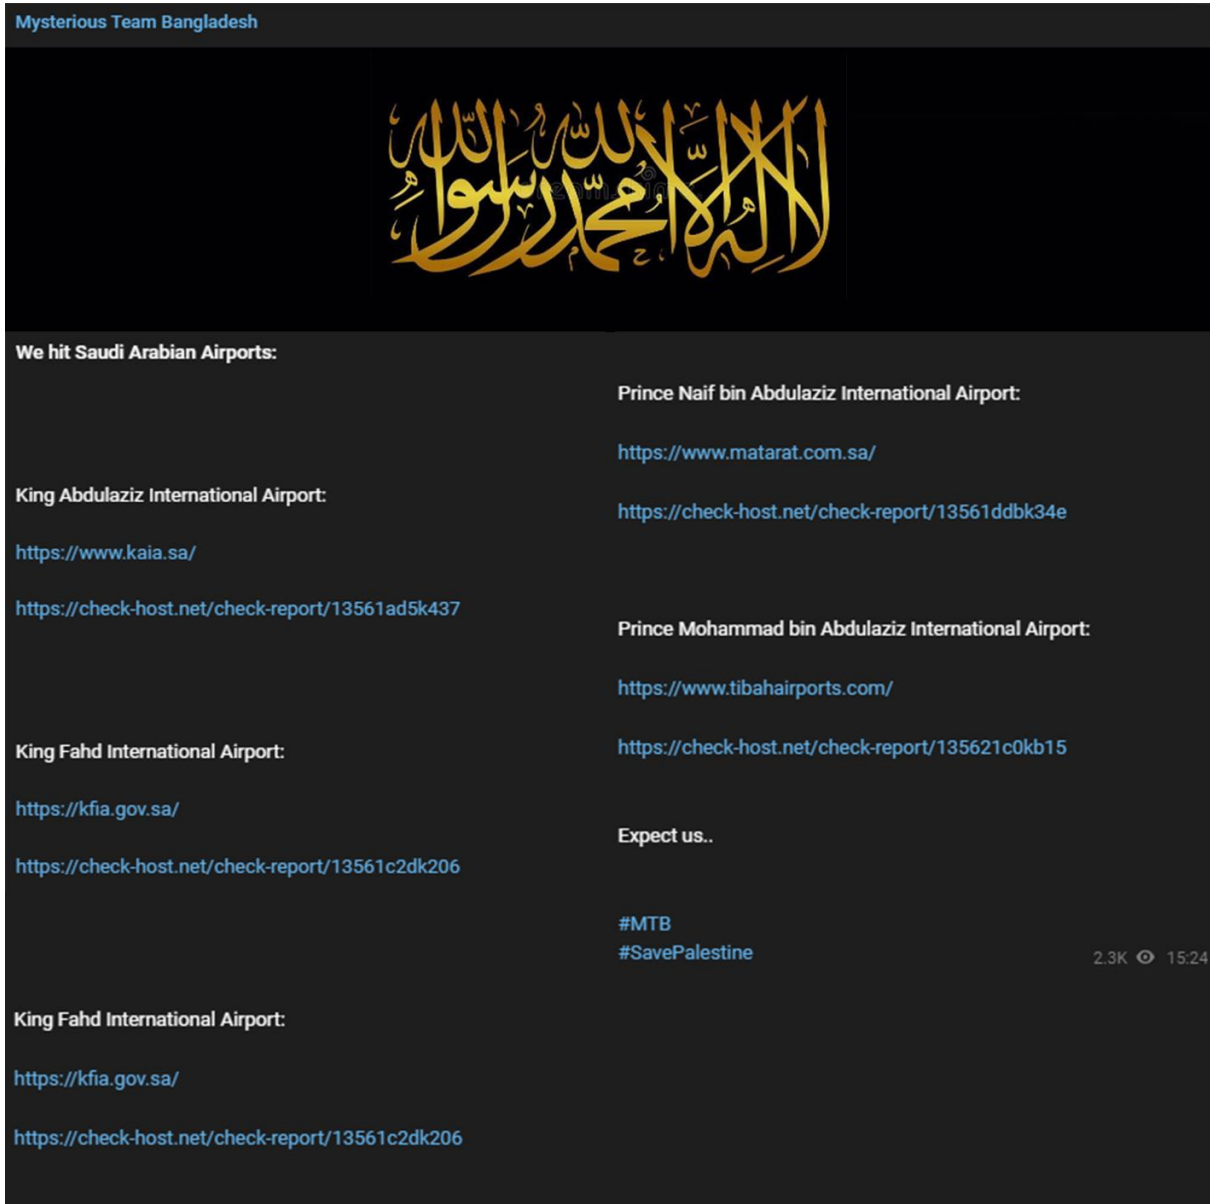 Mysterious Team Bangladesh
لا إله إلا الله محمد رسول الله
We hit Saudi Arabian Airports:
King Abdulaziz International Airport:
https://www.kaia.sa/
https://check-host.net/check-report/13561ad5k437
King Fahd International Airport:
https://kfia.gov.sa/
https://check-host.net/check-report/13561c2dk206
King Fahd International Airport:
https://kfia.gov.sa/
https://check-host.net/check-report/13561c2dk206
Prince Naif bin Abdulaziz International Airport:
https://www.matarat.com.sa/
https://check-host.net/check-report/13561ddbk34e
Prince Mohammad bin Abdulaziz International Airport:
https://www.tibahairports.com/
https://check-host.net/check-report/135621c0kb15
Expect us..
#MTB
#SavePalestine
2.3K 15:24